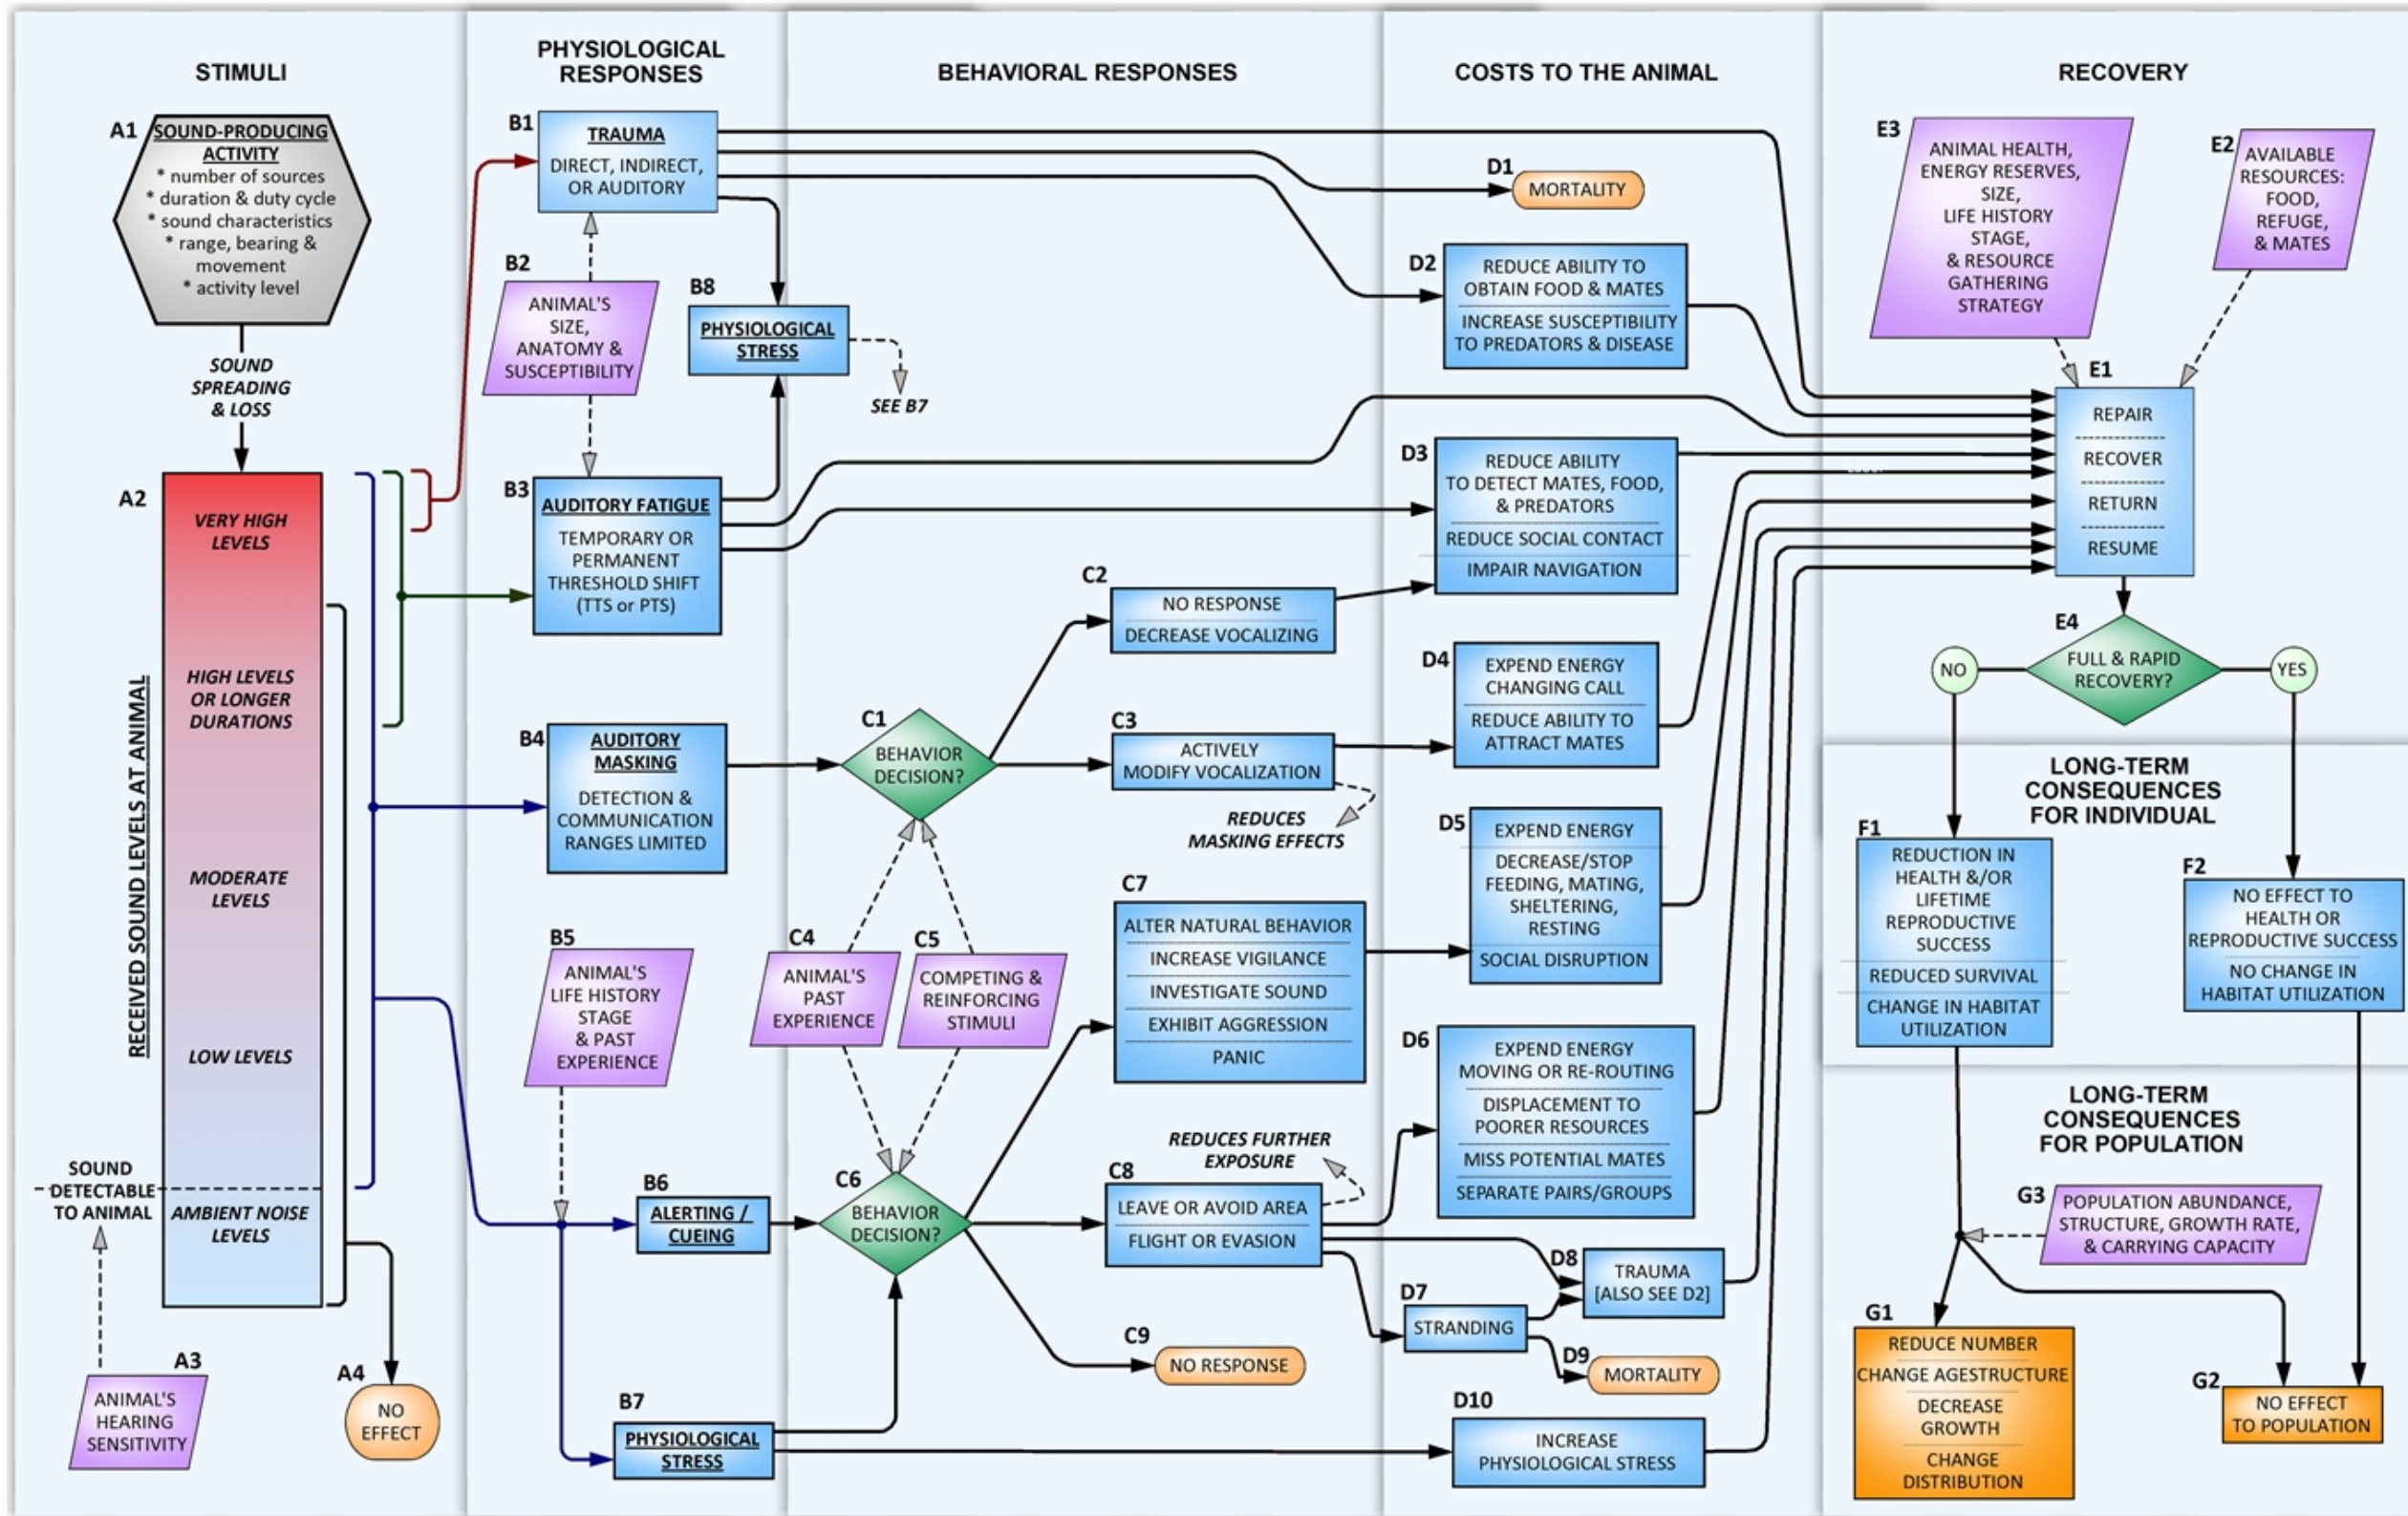 STIMULI
PHYSIOLOGICAL
RESPONSES
BEHAVIORAL RESPONSES
COSTS TO THE ANIMAL
RECOVERY
A1
SOUND-PRODUCING
ACTIVITY
* number of sources
* duration & duty cycle
* sound characteristics
* range, bearing &
movement
* activity level
SOUND
SPREADING
& LOSS
A2
VERY HIGH
LEVELS
HIGH LEVELS
OR LONGER
DURATIONS
MODERATE
LEVELS
LOW LEVELS
AMBIENT NOISE
LEVELS
RECEIVED SOUND LEVELS AT ANIMAL
SOUND
DETECTABLE
TO ANIMAL
A3
ANIMAL'S
HEARING
SENSITIVITY
A4
NO
EFFECT
B1
TRAUMA
DIRECT, INDIRECT,
OR AUDITORY
B2
ANIMAL'S
SIZE,
ANATOMY &
SUSCEPTIBILITY
B8
PHYSIOLOGICAL
STRESS
SEE B7
B3
AUDITORY FATIGUE
TEMPORARY OR
PERMANENT
THRESHOLD SHIFT
(TTS or PTS)
B4
AUDITORY
MASKING
DETECTION &
COMMUNICATION
RANGES LIMITED
B5
ANIMAL'S
LIFE HISTORY
STAGE
& PAST
EXPERIENCE
B6
ALERTING /
CUEING
B7
PHYSIOLOGICAL
STRESS
C1
BEHAVIOR
DECISION?
C2
NO RESPONSE
DECREASE VOCALIZING
C3
ACTIVELY
MODIFY VOCALIZATION
REDUCES
MASKING EFFECTS
C4
ANIMAL'S
PAST
EXPERIENCE
C5
COMPETING &
REINFORCING
STIMULI
C6
BEHAVIOR
DECISION?
C7
ALTER NATURAL BEHAVIOR
INCREASE VIGILANCE
INVESTIGATE SOUND
EXHIBIT AGGRESSION
PANIC
REDUCES FURTHER
EXPOSURE
C8
LEAVE OR AVOID AREA
FLIGHT OR EVASION
C9
NO RESPONSE
D1
MORTALITY
D2
REDUCE ABILITY TO
OBTAIN FOOD & MATES
INCREASE SUSCEPTIBILITY
TO PREDATORS & DISEASE
D3
REDUCE ABILITY
TO DETECT MATES, FOOD,
& PREDATORS
REDUCE SOCIAL CONTACT
IMPAIR NAVIGATION
D4
EXPEND ENERGY
CHANGING CALL
REDUCE ABILITY TO
ATTRACT MATES
D5
EXPEND ENERGY
DECREASE/STOP
FEEDING, MATING,
SHELTERING,
RESTING
SOCIAL DISRUPTION
D6
EXPEND ENERGY
MOVING OR RE-ROUTING
DISPLACEMENT TO
POORER RESOURCES
MISS POTENTIAL MATES
SEPARATE PAIRS/GROUPS
D7
STRANDING
D8
TRAUMA
[ALSO SEE D2]
D9
MORTALITY
D10
INCREASE
PHYSIOLOGICAL STRESS
E3
ANIMAL HEALTH,
ENERGY RESERVES,
SIZE,
LIFE HISTORY
STAGE,
& RESOURCE
GATHERING
STRATEGY
E2
AVAILABLE
RESOURCES:
FOOD,
REFUGE,
& MATES
E1
REPAIR
RECOVER
RETURN
RESUME
E4
FULL & RAPID
RECOVERY?
NO
YES
LONG-TERM
CONSEQUENCES
FOR INDIVIDUAL
F1
REDUCTION IN
HEALTH &/OR
LIFETIME
REPRODUCTIVE
SUCCESS
REDUCED SURVIVAL
CHANGE IN HABITAT
UTILIZATION
F2
NO EFFECT TO
HEALTH OR
REPRODUCTIVE SUCCESS
NO CHANGE IN
HABITAT UTILIZATION
LONG-TERM
CONSEQUENCES
FOR POPULATION
G3
POPULATION ABUNDANCE,
STRUCTURE, GROWTH RATE,
& CARRYING CAPACITY
G1
REDUCE NUMBER
CHANGE AGESTRUCTURE
DECREASE
GROWTH
CHANGE
DISTRIBUTION
G2
NO EFFECT
TO POPULATION